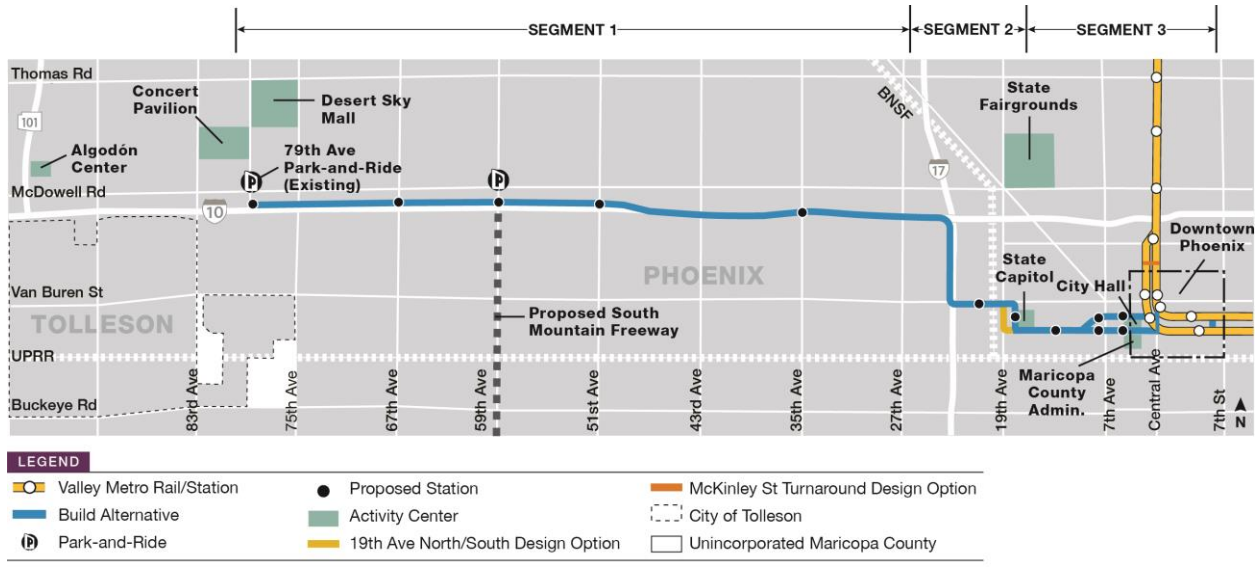 SEGMENT 1
SEGMENT 2
SEGMENT 3
Thomas Rd
101
Concert
Pavilion
Desert Sky
Mall
BNSF
State
Fairgrounds
Algodón
Center
79th Ave
Park-and-Ride
(Existing)
17
McDowell Rd
P
P
10
Downtown
Phoenix
PHOENIX
State
Capitol
City Hall
Van Buren St
TOLLESON
Proposed South
Mountain Freeway
UPRR
Maricopa
County
Admin.
Buckeye Rd
83rd Ave
75th Ave
67th Ave
59th Ave
51st Ave
43rd Ave
35th Ave
27th Ave
19th Ave
7th Ave
Central Ave
7th St
N
LEGEND
Valley Metro Rail/Station
Proposed Station
McKinley St Turnaround Design Option
Build Alternative
Activity Center
City of Tolleson
P
Park-and-Ride
19th Ave North/South Design Option
Unincorporated Maricopa County